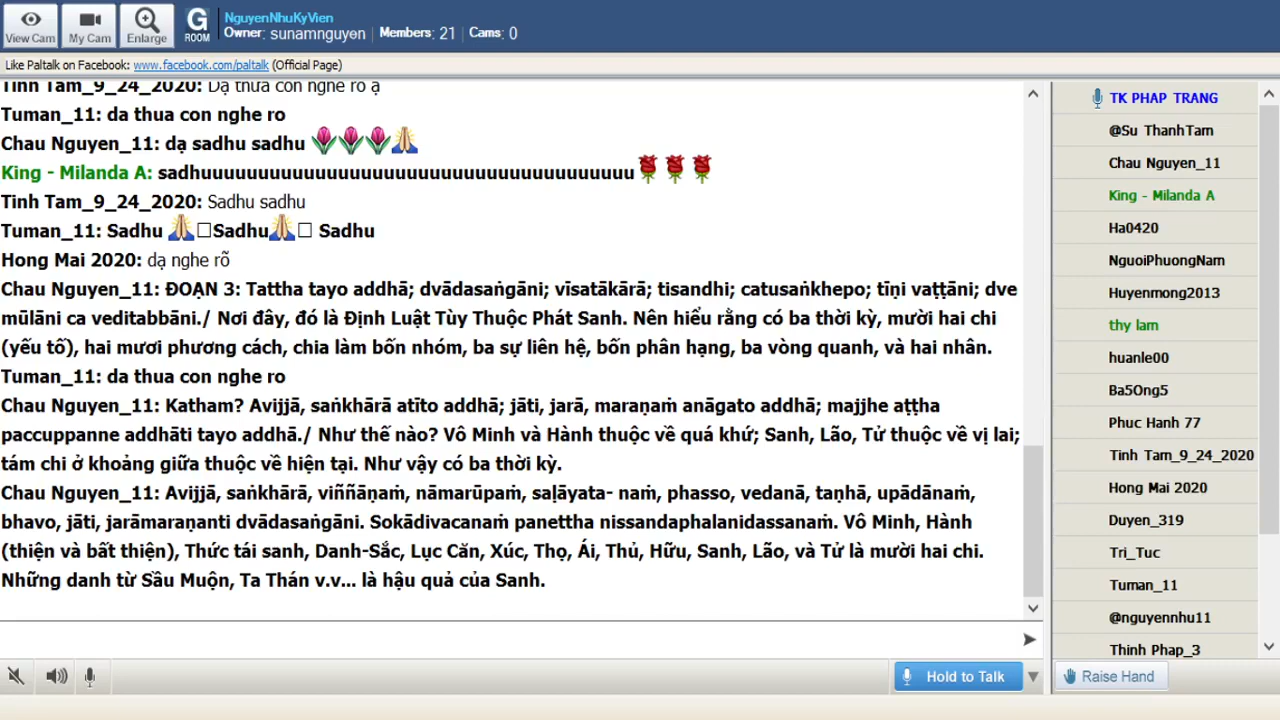 View Cam
My Cam
Enlarge
G
ROOM
NguyenNhuKyVien
Owner: sunamnguyen | Members: 21 | Cams: 0
Like Paltalk on Facebook: www.facebook.com/paltalk (Official Page)
Tinh Tam_9_24_2020: Dạ thưa con nghe rõ ạ
Tuman_11: da thua con nghe ro
Chau Nguyen_11: dạ sadhu sadhu 🌷🌷🌷🙏
King - Milanda A: sadhuuuuuuuuuuuuuuuuuuuuuuuuuuuuuuuuuuuuuu🌹🌹🌹
Tinh Tam_9_24_2020: Sadhu sadhu
Tuman_11: Sadhu 🙏□Sadhu🙏□ Sadhu
Hong Mai 2020: dạ nghe rõ
Chau Nguyen_11: ĐOẠN 3: Tattha tayo addhā; dvādasaṅgāni; vīsatākārā; tisandhi; catusaṅkhepo; tīṇi vaṭṭāni; dve
mūlāni ca veditabbāni./ Nơi đây, đó là Định Luật Tùy Thuộc Phát Sanh. Nên hiểu rằng có ba thời kỳ, mười hai chi
(yếu tố), hai mươi phương cách, chia làm bốn nhóm, ba sự liên hệ, bốn phân hạng, ba vòng quanh, và hai nhân.
Tuman_11: da thua con nghe ro
Chau Nguyen_11: Katham? Avijjā, saṅkhārā atīto addhā; jāti, jarā, maraṇaṁ anāgato addhā; majjhe aṭṭha
paccuppanne addhāti tayo addhā./ Như thế nào? Vô Minh và Hành thuộc về quá khứ; Sanh, Lão, Tử thuộc về vị lai;
tám chi ở khoảng giữa thuộc về hiện tại. Như vậy có ba thời kỳ.
Chau Nguyen_11: Avijjā, saṅkhārā, viññāṇaṁ, nāmarūpaṁ, saḷāyata- naṁ, phasso, vedanā, taṇhā, upādānaṁ,
bhavo, jāti, jarāmaraṇanti dvādasaṅgāni. Sokādivacanaṁ panettha nissandaphalanidassanaṁ. Vô Minh, Hành
(thiện và bất thiện), Thức tái sanh, Danh-Sắc, Lục Căn, Xúc, Thọ, Ái, Thủ, Hữu, Sanh, Lão, và Tử là mười hai chi.
Những danh từ Sầu Muộn, Ta Thán v.v... là hậu quả của Sanh.
TK PHAP TRANG
@Su ThanhTam
Chau Nguyen_11
King - Milanda A
Ha0420
NguoiPhuongNam
Huyenmong2013
thy lam
huanle00
Ba5Ong5
Phuc Hanh 77
Tinh Tam_9_24_2020
Hong Mai 2020
Duyen_319
Tri_Tuc
Tuman_11
@nguyennhu11
Thinh Phap_3
Hold to Talk
Raise Hand